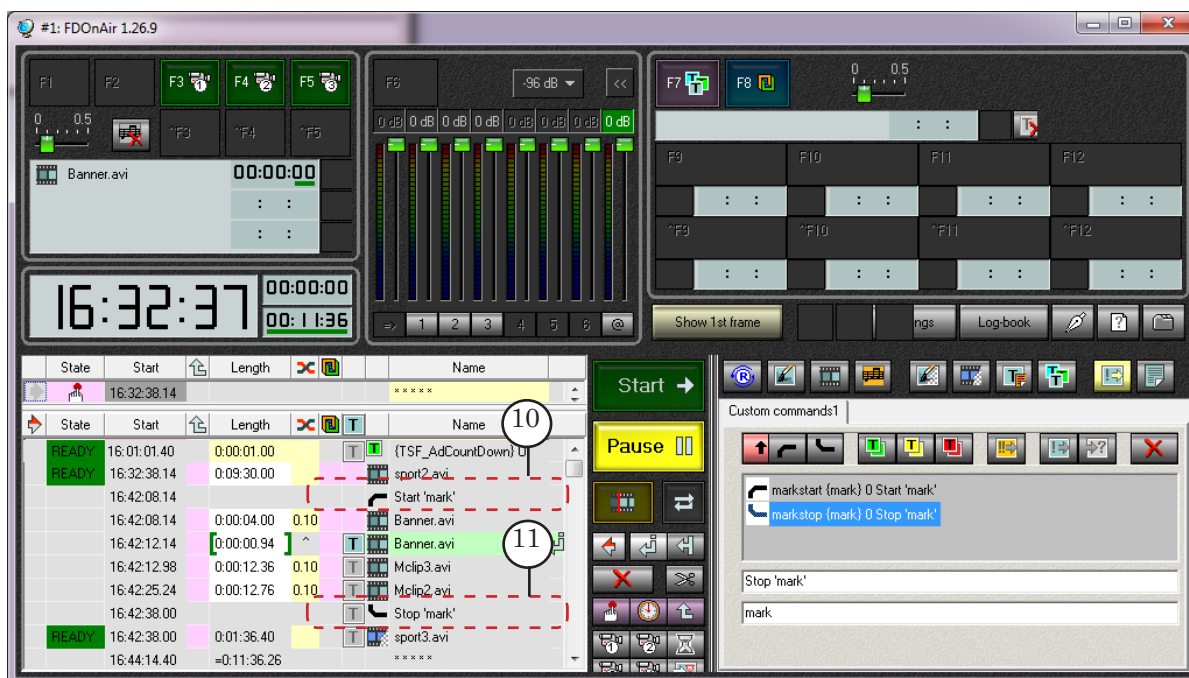 #1: FDOnAir 1.26.9
F1 F2 F3 1 F4 2 F5 3
0 0.5
^F3 ^F4 ^F5
Banner.avi 00:00:00
: :
: :
16:32:37 00:00:00
00:11:36
F6 -96 dB <<
0 dB 0 dB 0 dB 0 dB 0 dB 0 dB 0 dB 0 dB
=> 1 2 3 4 5 6 @
F7 T F8
0 0.5
: : T
F9 F10 F11 F12
: : : : : : : :
^F9 ^F10 ^F11 ^F12
: : : : : : : :
Show 1st frame ngs Log-book ?
State Start Length Name
16:32:38.14 *****
State Start Length T Name
READY 16:01:01.40 0:00:01.00 T T {TSF_AdCountDown} 0
READY 16:32:38.14 0:09:30.00 sport2.avi
16:42:08.14 Start 'mark'
16:42:08.14 0:00:04.00 0.10 Banner.avi
16:42:12.14 [0:00:00.94] ^ T Banner.avi
16:42:12.98 0:00:12.36 0.10 T Mclip3.avi
16:42:25.24 0:00:12.76 0.10 T Mclip2.avi
16:42:38.00 T Stop 'mark'
READY 16:42:38.00 0:01:36.40 T sport3.avi
16:44:14.40 =0:11:36.26 *****
10
11
Start
Pause
1 2
R T T
Custom commands1
T T T
markstart {mark} 0 Start 'mark'
markstop {mark} 0 Stop 'mark'
Stop 'mark'
mark